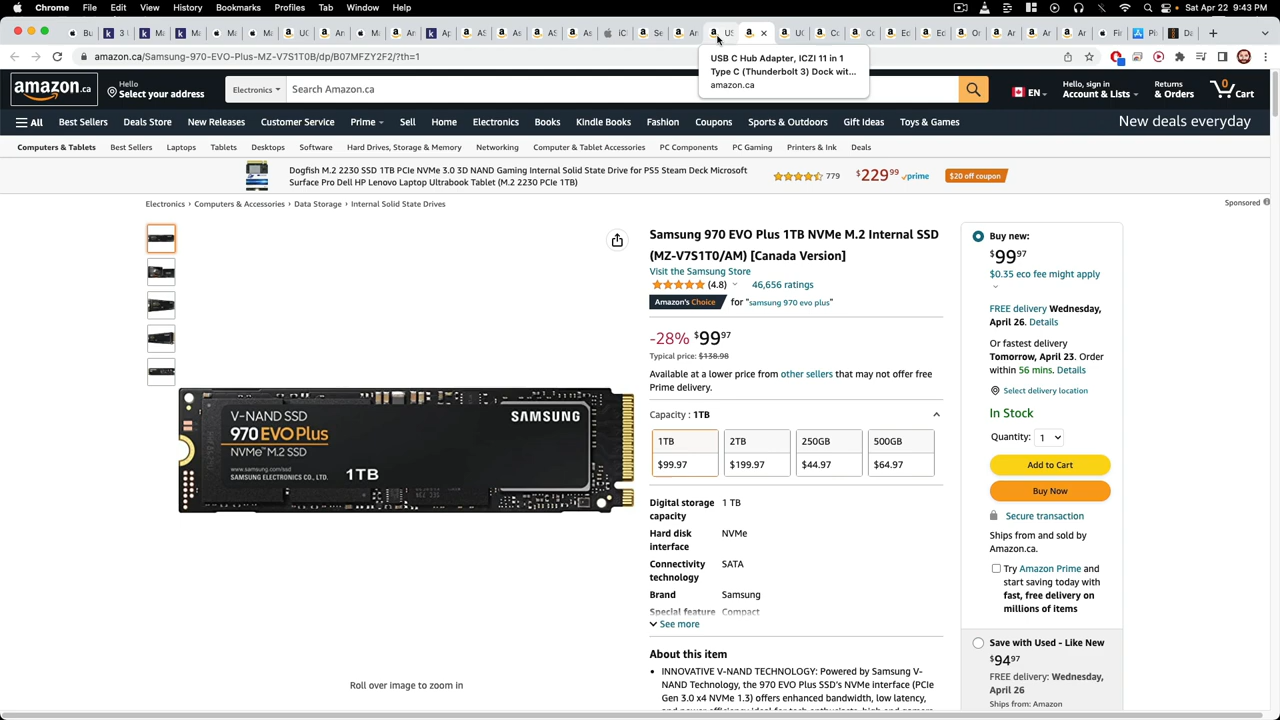 Chrome File Edit View History Bookmarks Profiles Tab Window Help
Sat Apr 22 9:43 PM
amazon.ca/Samsung-970-EVO-Plus-MZ-V7S1T0B/dp/B07MFZY2F2/?th=1
USB C Hub Adapter, ICZI 11 in 1
Type C (Thunderbolt 3) Dock wit...
amazon.ca
amazon.ca
Hello
Select your address
Electronics
Search Amazon.ca
EN
Hello, sign in
Account & Lists
Returns
& Orders
0
Cart
All Best Sellers Deals Store New Releases Customer Service Prime Sell Home Electronics Books Kindle Books Fashion Coupons Sports & Outdoors Gift Ideas Toys & Games
New deals everyday
Computers & Tablets Best Sellers Laptops Tablets Desktops Software Hard Drives, Storage & Memory Networking Computer & Tablet Accessories PC Components PC Gaming Printers & Ink Deals
Dogfish M.2 2230 SSD 1TB PCIe NVMe 3.0 3D NAND Gaming Internal Solid State Drive for PS5 Steam Deck Microsoft
Surface Pro Dell HP Lenovo Laptop Ultrabook Tablet (M.2 2230 PCIe 1TB)
779
$229.99 prime
$20 off coupon
Sponsored
Electronics › Computers & Accessories › Data Storage › Internal Solid State Drives
V-NAND SSD
970 EVO Plus
NVMe™ M.2 SSD
www.samsung.com/ssd
SAMSUNG ELECTRONICS CO., LTD.
1TB
SAMSUNG
Roll over image to zoom in
Samsung 970 EVO Plus 1TB NVMe M.2 Internal SSD
(MZ-V7S1T0/AM) [Canada Version]
Visit the Samsung Store
(4.8) 46,656 ratings
Amazon's Choice for "samsung 970 evo plus"
-28% $99.97
Typical price: $138.98
Available at a lower price from other sellers that may not offer free
Prime delivery.
Capacity : 1TB
1TB 2TB 250GB 500GB
$99.97 $199.97 $44.97 $64.97
Digital storage
capacity
1 TB
Hard disk
interface
NVMe
Connectivity
technology
SATA
Brand Samsung
Special feature Compact
See more
About this item
• INNOVATIVE V-NAND TECHNOLOGY: Powered by Samsung V-
NAND Technology, the 970 EVO Plus SSD's NVMe interface (PCIe
Gen 3.0 x4 NVMe 1.3) offers enhanced bandwidth, low latency,
Buy new:
$99.97
$0.35 eco fee might apply
FREE delivery Wednesday,
April 26. Details
Or fastest delivery
Tomorrow, April 23. Order
within 56 mins. Details
Select delivery location
In Stock
Quantity: 1
Add to Cart
Buy Now
Secure transaction
Ships from and sold by
Amazon.ca.
Try Amazon Prime and
start saving today with
fast, free delivery on
millions of items
Save with Used - Like New
$94.97
FREE delivery: Wednesday,
April 26
Ships from: Amazon